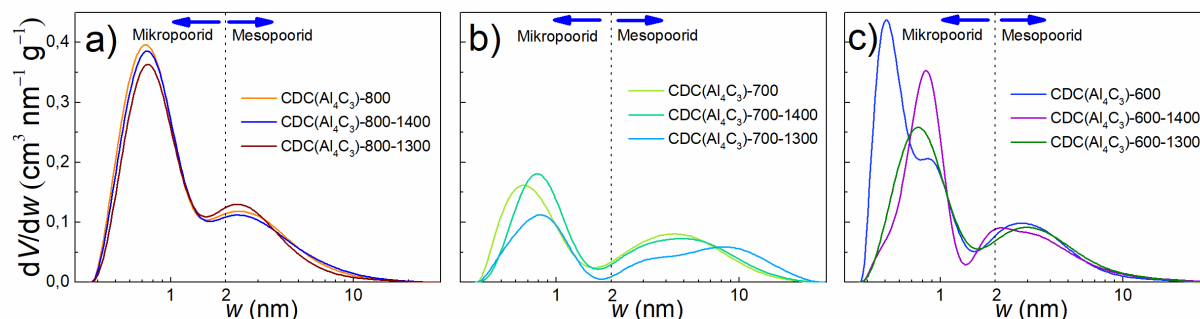 a)
Mikropoorid
Mesopoorid
CDC(Al₄C₃)-800
CDC(Al₄C₃)-800-1400
CDC(Al₄C₃)-800-1300
dV/dw (cm³ nm⁻¹ g⁻¹)
0,4
0,3
0,2
0,1
0,0
1
2
10
w (nm)
b)
Mikropoorid
Mesopoorid
CDC(Al₄C₃)-700
CDC(Al₄C₃)-700-1400
CDC(Al₄C₃)-700-1300
1
2
10
w (nm)
c)
Mikropoorid
Mesopoorid
CDC(Al₄C₃)-600
CDC(Al₄C₃)-600-1400
CDC(Al₄C₃)-600-1300
1
2
10
w (nm)